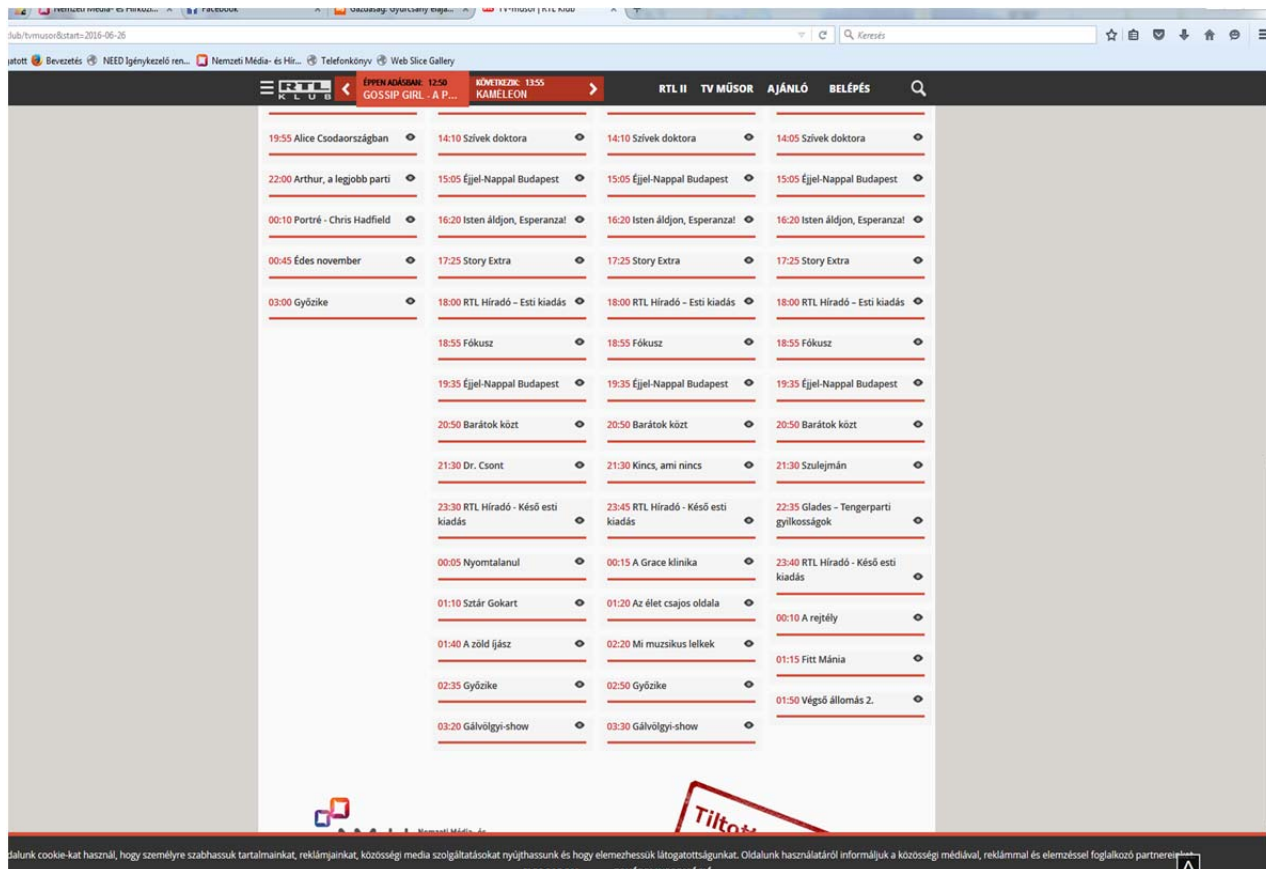 Nemzeti Média- és Hírközl... × Facebook × Gazdaság: Gyurcsány elája... × TV-műsor | RTL Klub × +
club/tvmusor&start=2016-06-26 Keresés
Bevezetés NEED Igénykezelő ren... Nemzeti Média- és Hír... Telefonkönyv Web Slice Gallery
RTL KLUB ÉPPEN ADÁSBAN: 12:50 KÖVETKEZIK: 13:55 RTL II TV MŰSOR AJÁNLÓ BELÉPÉS
GOSSIP GIRL - A P... KAMÉLEON
19:55 Alice Csodaországban
22:00 Arthur, a legjobb parti
00:10 Portré - Chris Hadfield
00:45 Édes november
03:00 Győzike
14:10 Szívek doktora
15:05 Éjjel-Nappal Budapest
16:20 Isten áldjon, Esperanza!
17:25 Story Extra
18:00 RTL Híradó – Esti kiadás
18:55 Fókusz
19:35 Éjjel-Nappal Budapest
20:50 Barátok közt
21:30 Dr. Csont
23:30 RTL Híradó - Késő esti
kiadás
00:05 Nyomtalanul
01:10 Sztár Gokart
01:40 A zöld íjász
02:35 Győzike
03:20 Gálvölgyi-show
14:10 Szívek doktora
15:05 Éjjel-Nappal Budapest
16:20 Isten áldjon, Esperanza!
17:25 Story Extra
18:00 RTL Híradó – Esti kiadás
18:55 Fókusz
19:35 Éjjel-Nappal Budapest
20:50 Barátok közt
21:30 Kincs, ami nincs
23:45 RTL Híradó - Késő esti
kiadás
00:15 A Grace klinika
01:20 Az élet csajos oldala
02:20 Mi muzsikus lelkek
02:50 Győzike
03:30 Gálvölgyi-show
14:05 Szívek doktora
15:05 Éjjel-Nappal Budapest
16:20 Isten áldjon, Esperanza!
17:25 Story Extra
18:00 RTL Híradó – Esti kiadás
18:55 Fókusz
19:35 Éjjel-Nappal Budapest
20:50 Barátok közt
21:30 Szulejmán
22:35 Glades – Tengerparti
gyilkosságok
23:40 RTL Híradó - Késő esti
kiadás
00:10 A rejtély
01:15 Fitt Mánia
01:50 Végső állomás 2.
Nemzeti Média- és
Tiltott
dalunk cookie-kat használ, hogy személyre szabhassuk tartalmainkat, reklámjainkat, közösségi media szolgáltatásokat nyújthassunk és hogy elemezhessük látogatottságunkat. Oldalunk használatáról informáljuk a közösségi médiával, reklámmal és elemzéssel foglalkozó partnereinket.